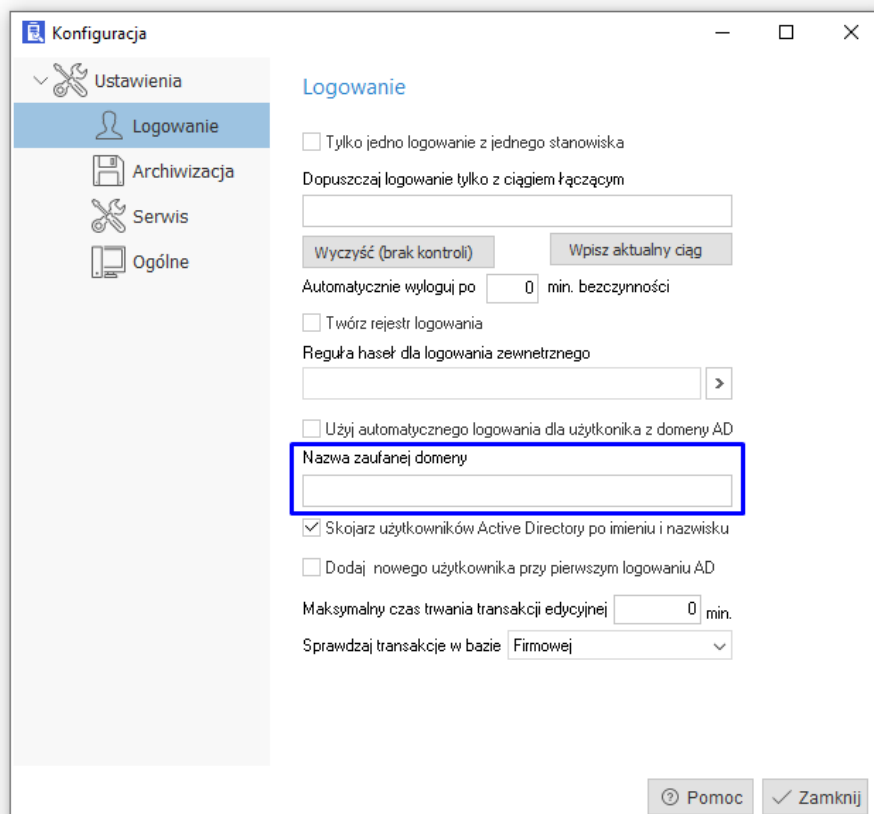 Konfiguracja
Ustawienia
Logowanie
Archiwizacja
Serwis
Ogólne
Logowanie
Tylko jedno logowanie z jednego stanowiska
Dopuszczaj logowanie tylko z ciągiem łączącym
Wyczyść (brak kontroli) Wpisz aktualny ciąg
Automatycznie wyloguj po 0 min. bezczynności
Twórz rejestr logowania
Reguła haseł dla logowania zewnetrznego
Użyj automatycznego logowania dla użytkonika z domeny AD
Nazwa zaufanej domeny
Skojarz użytkowników Active Directory po imieniu i nazwisku
Dodaj nowego użytkownika przy pierwszym logowaniu AD
Maksymalny czas trwania transakcji edycyjnej 0 min.
Sprawdzaj transakcje w bazie Firmowej
Pomoc Zamknij